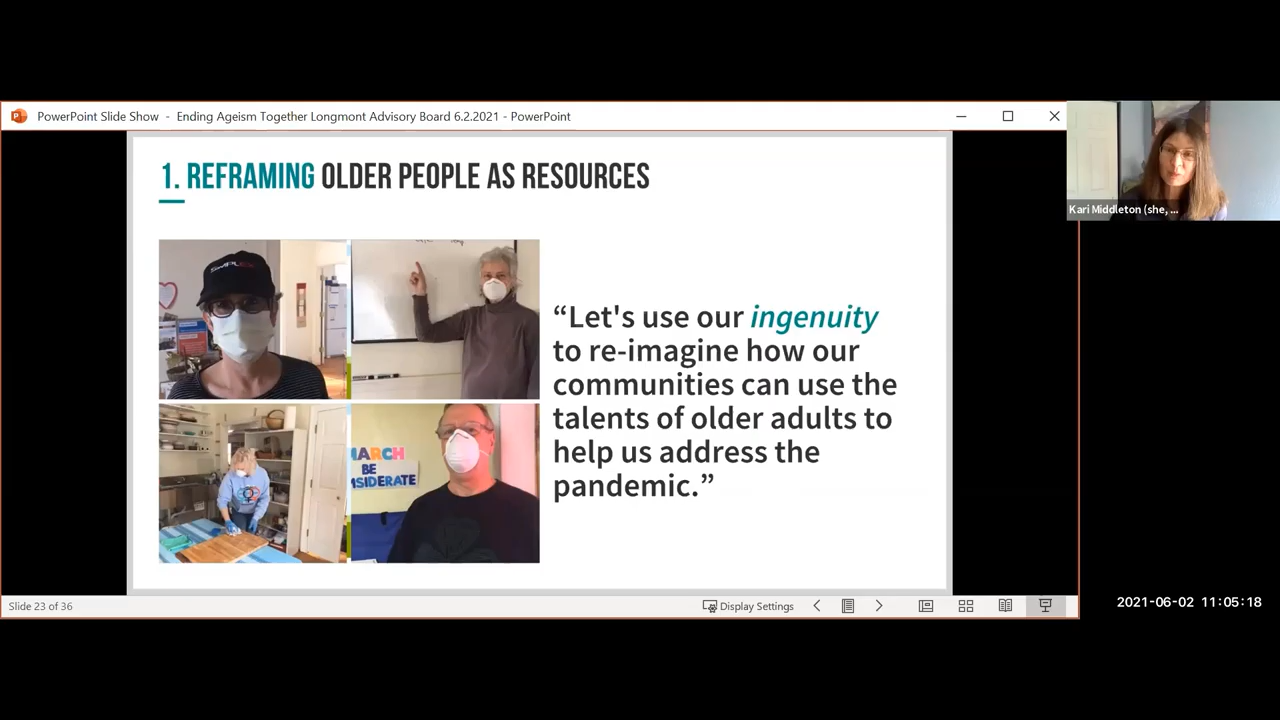 PowerPoint Slide Show - Ending Ageism Together Longmont Advisory Board 6.2.2021 - PowerPoint
1. REFRAMING OLDER PEOPLE AS RESOURCES
“Let's use our ingenuity
to re-imagine how our
communities can use the
talents of older adults to
help us address the
pandemic.”
ARCH
BE
NSIDERATE
Kari Middleton (she, ...
Slide 23 of 36
Display Settings
2021-06-02 11:05:18